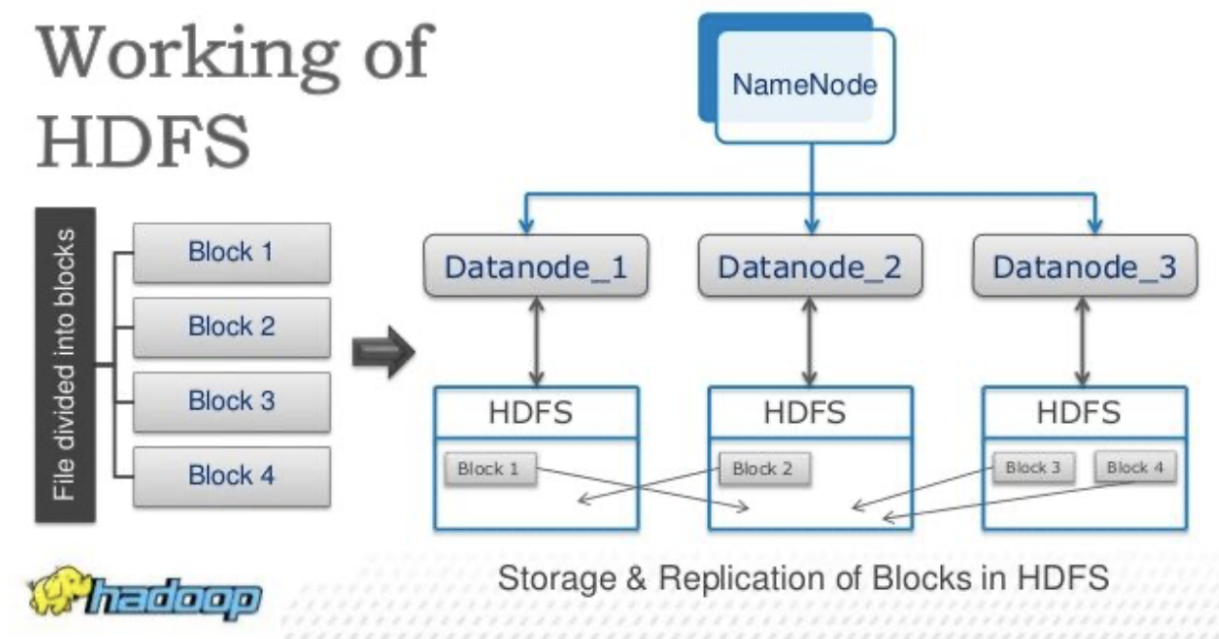 Working of
HDFS
File divided into blocks
Block 1
Block 2
Block 3
Block 4
NameNode
Datanode_1
Datanode_2
Datanode_3
HDFS
HDFS
HDFS
Block 1
Block 2
Block 3
Block 4
Storage & Replication of Blocks in HDFS
hadoop